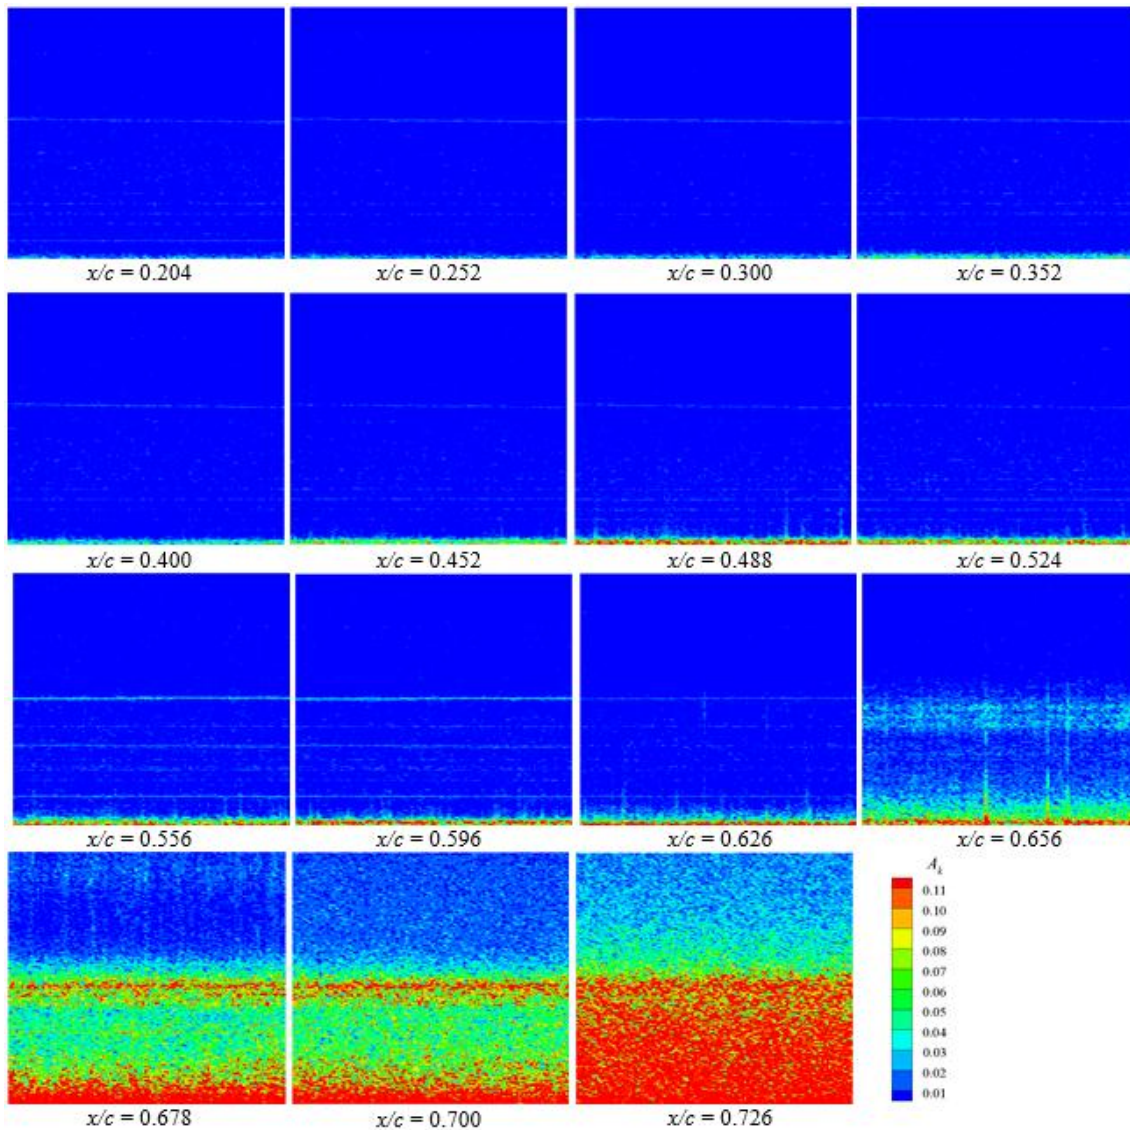 x/c = 0.204
x/c = 0.252
x/c = 0.300
x/c = 0.352
x/c = 0.400
x/c = 0.452
x/c = 0.488
x/c = 0.524
x/c = 0.556
x/c = 0.596
x/c = 0.626
x/c = 0.656
A_k
0.11
0.10
0.09
0.08
0.07
0.06
0.05
0.04
0.03
0.02
0.01
x/c = 0.678
x/c = 0.700
x/c = 0.726